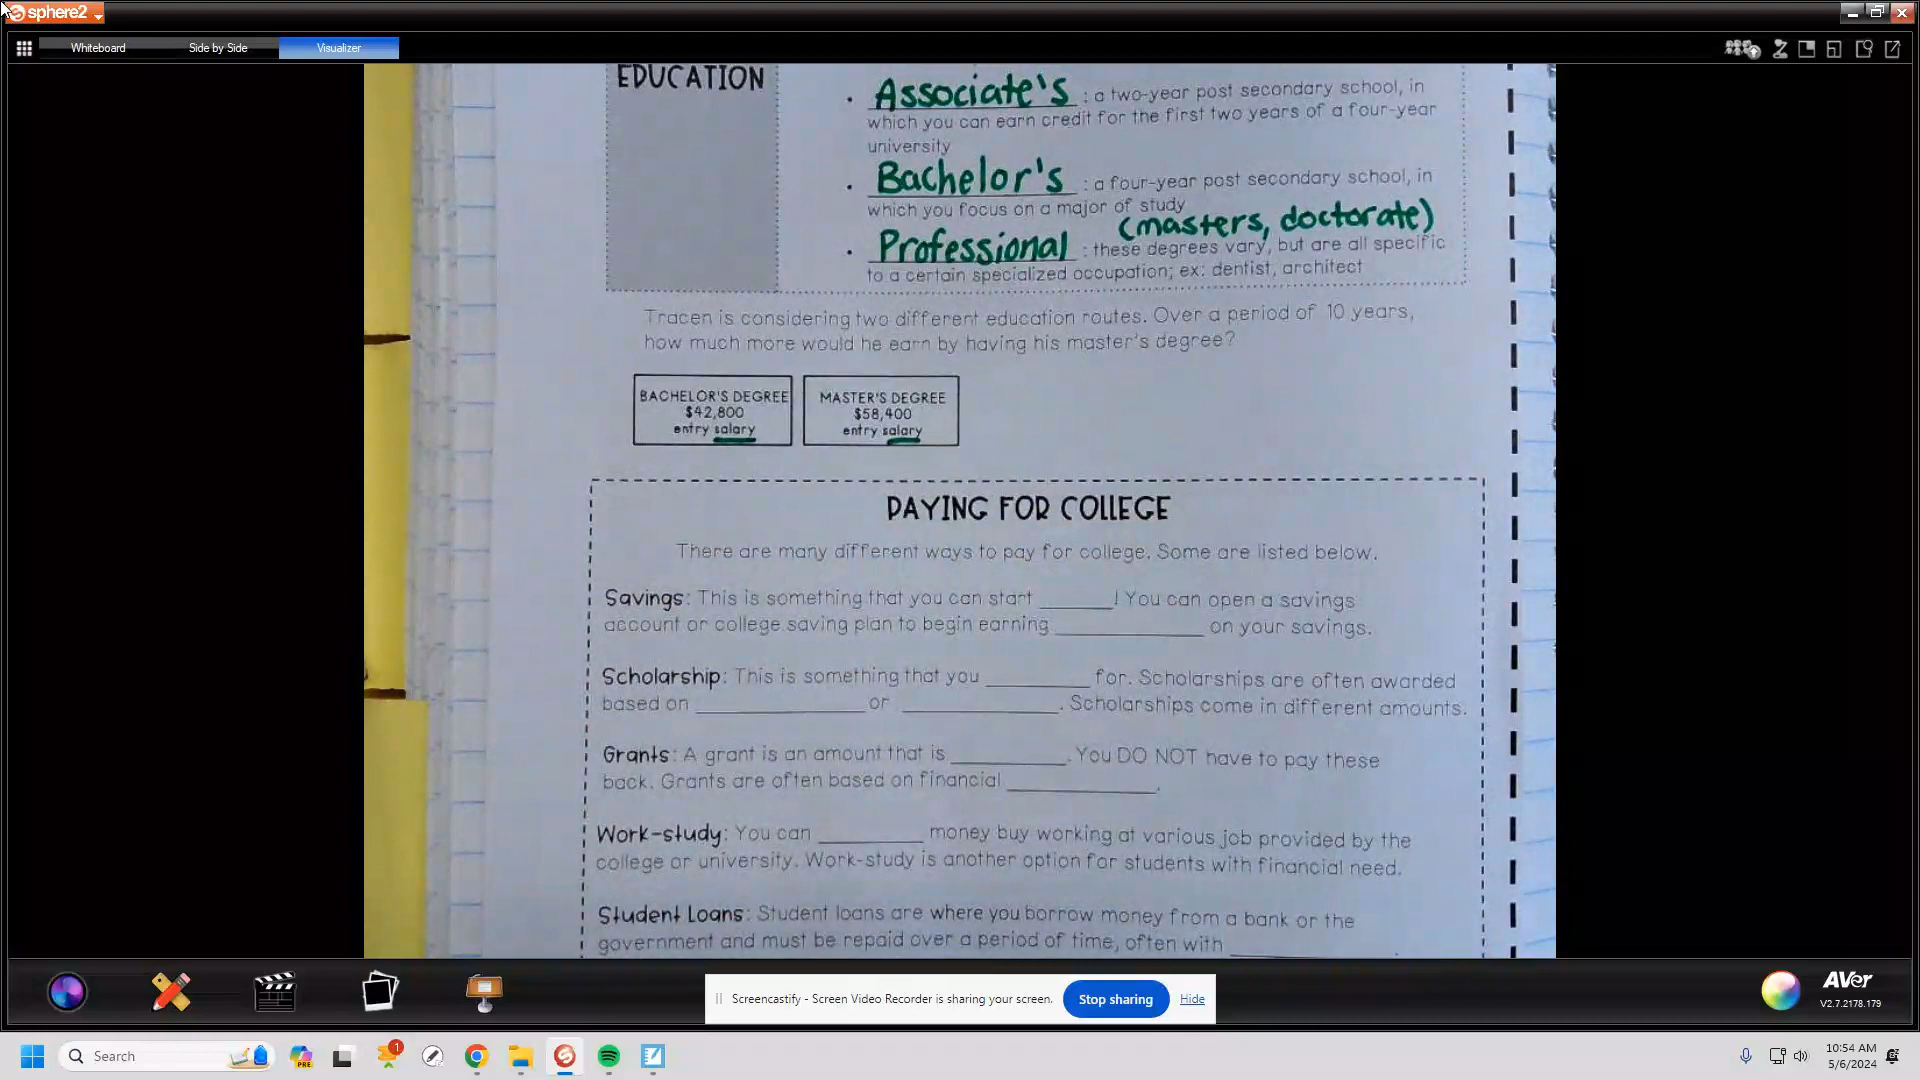 sphere2
Whiteboard
Side by Side
Visualizer
EDUCATION
• Associate's : a two-year post secondary school, in
which you can earn credit for the first two years of a four-year
university
• Bachelor's : a four-year post secondary school, in
which you focus on a major of study
(masters, doctorate)
• Professional : these degrees vary, but are all specific
to a certain specialized occupation; ex: dentist, architect
Tracen is considering two different education routes. Over a period of 10 years,
how much more would he earn by having his master's degree?
BACHELOR'S DEGREE
$42,800
entry salary
MASTER'S DEGREE
$58,400
entry salary
PAYING FOR COLLEGE
There are many different ways to pay for college. Some are listed below.
Savings: This is something that you can start ______! You can open a savings
account or college saving plan to begin earning ____________ on your savings.
Scholarship: This is something that you ________ for. Scholarships are often awarded
based on ____________ or ____________. Scholarships come in different amounts.
Grants: A grant is an amount that is _________. You DO NOT have to pay these
back. Grants are often based on financial ____________.
Work-study: You can ________ money buy working at various job provided by the
college or university. Work-study is another option for students with financial need.
Student Loans: Student loans are where you borrow money from a bank or the
government and must be repaid over a period of time, often with ____________.
Screencastify - Screen Video Recorder is sharing your screen.
Stop sharing
Hide
AVer
V2.7.2178.179
Search
PRE
1
10:54 AM
5/6/2024